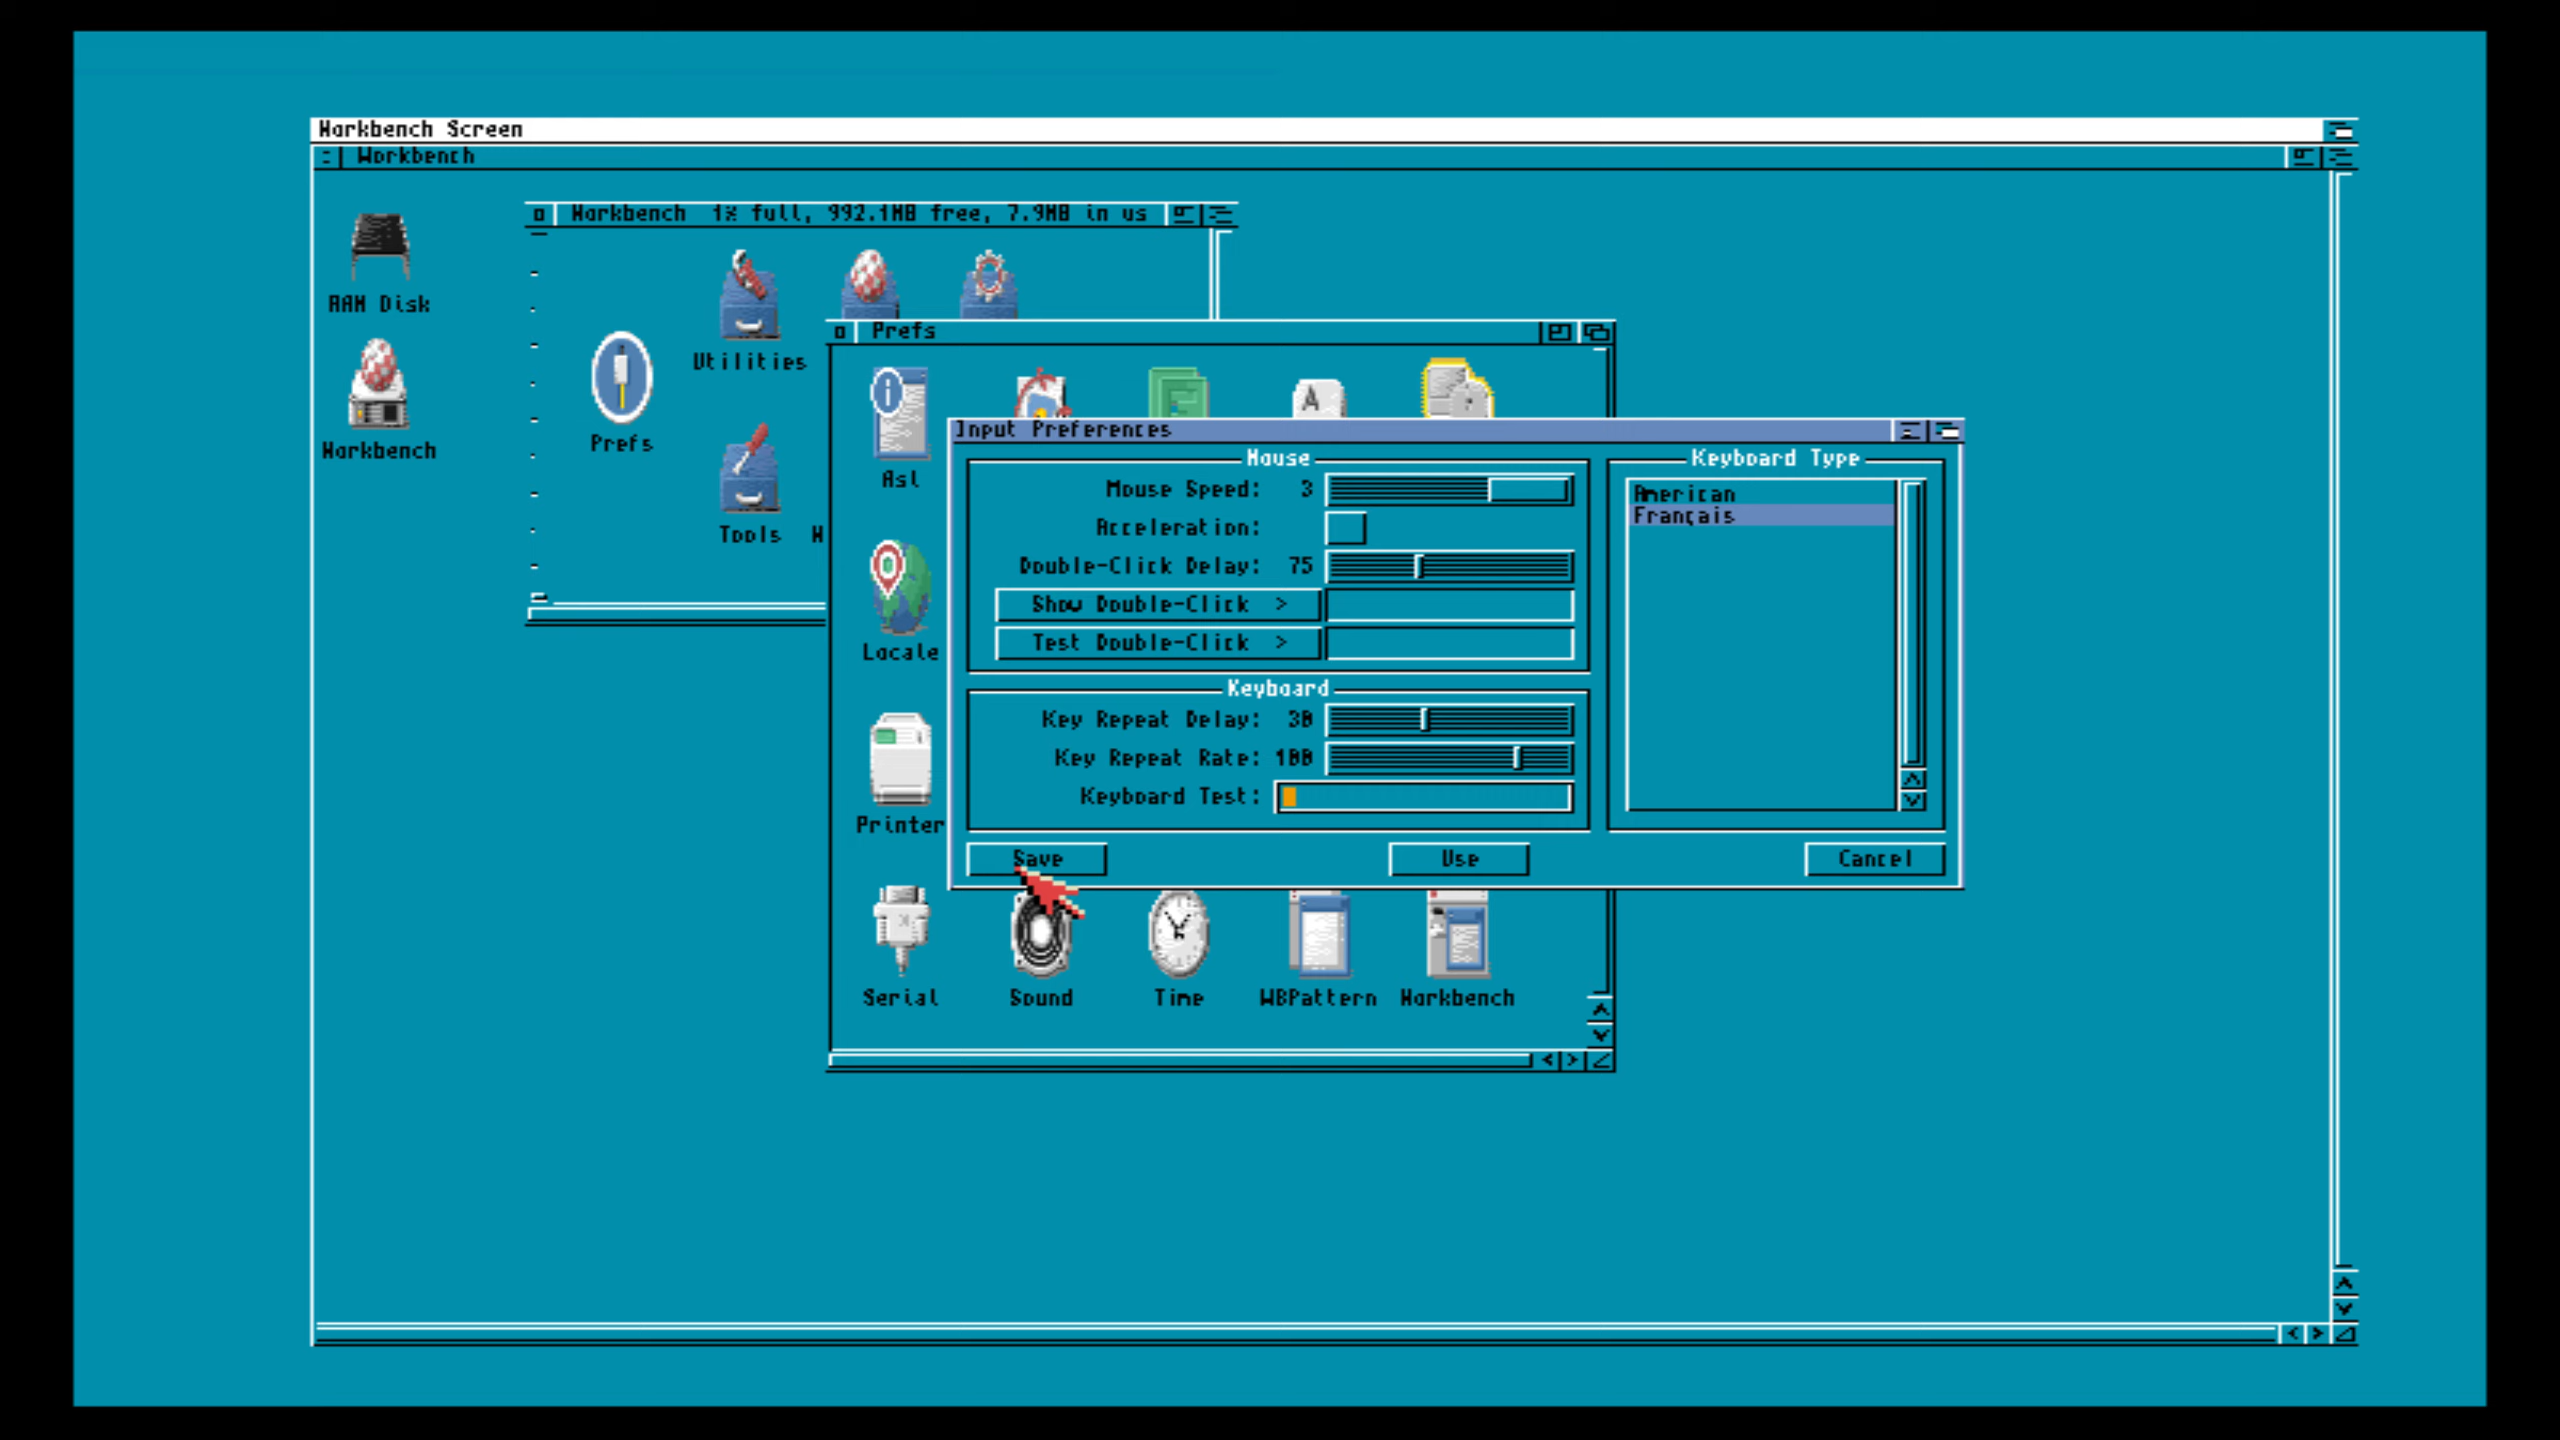 Workbench Screen
Workbench
Workbench 1% full, 992.1MB free, 7.9MB in us
RAM Disk
Workbench
Prefs
Utilities
Tools W
Prefs
Asl
Locale
Printer
Serial
Sound
Time
WBPattern
Workbench
Input Preferences
Mouse
Mouse Speed: 3
Acceleration:
Double-Click Delay: 75
Show Double-Click >
Test Double-Click >
Keyboard
Key Repeat Delay: 30
Key Repeat Rate: 100
Keyboard Test:
Keyboard Type
American
Français
Save
Use
Cancel